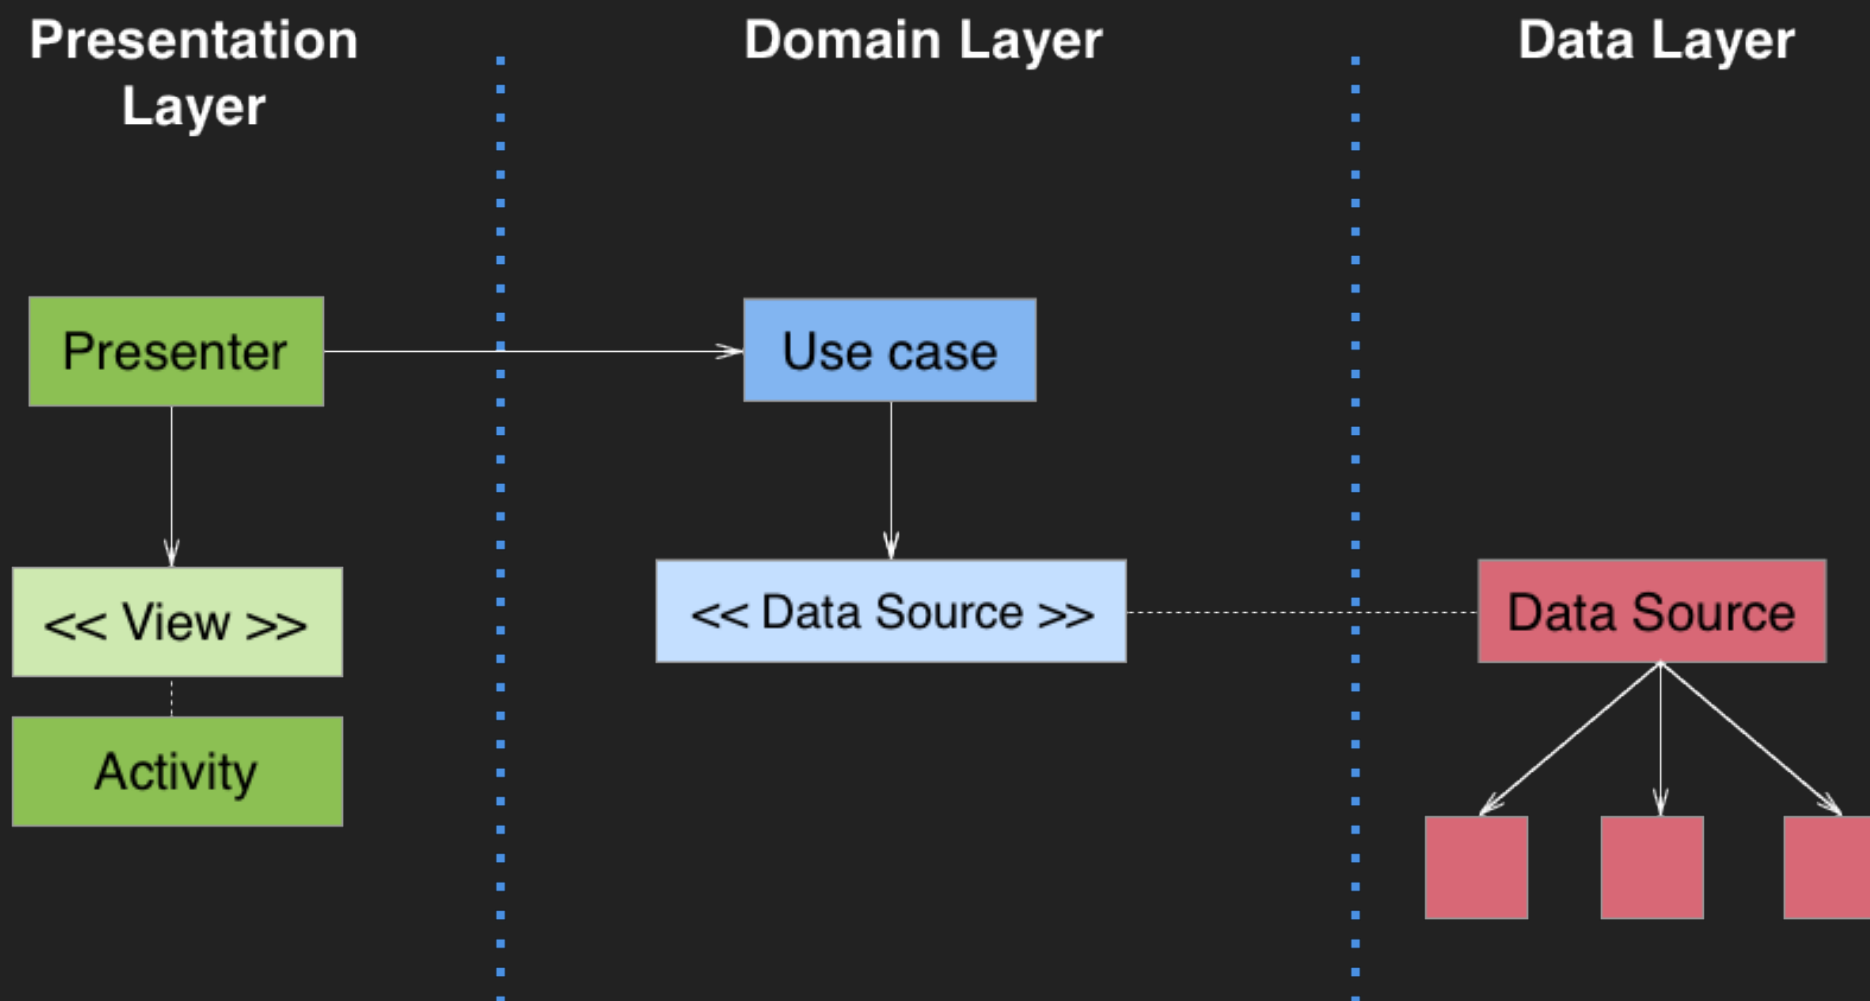 Presentation
Layer
Domain Layer
Data Layer
Presenter
Use case
<< View >>
<< Data Source >>
Data Source
Activity